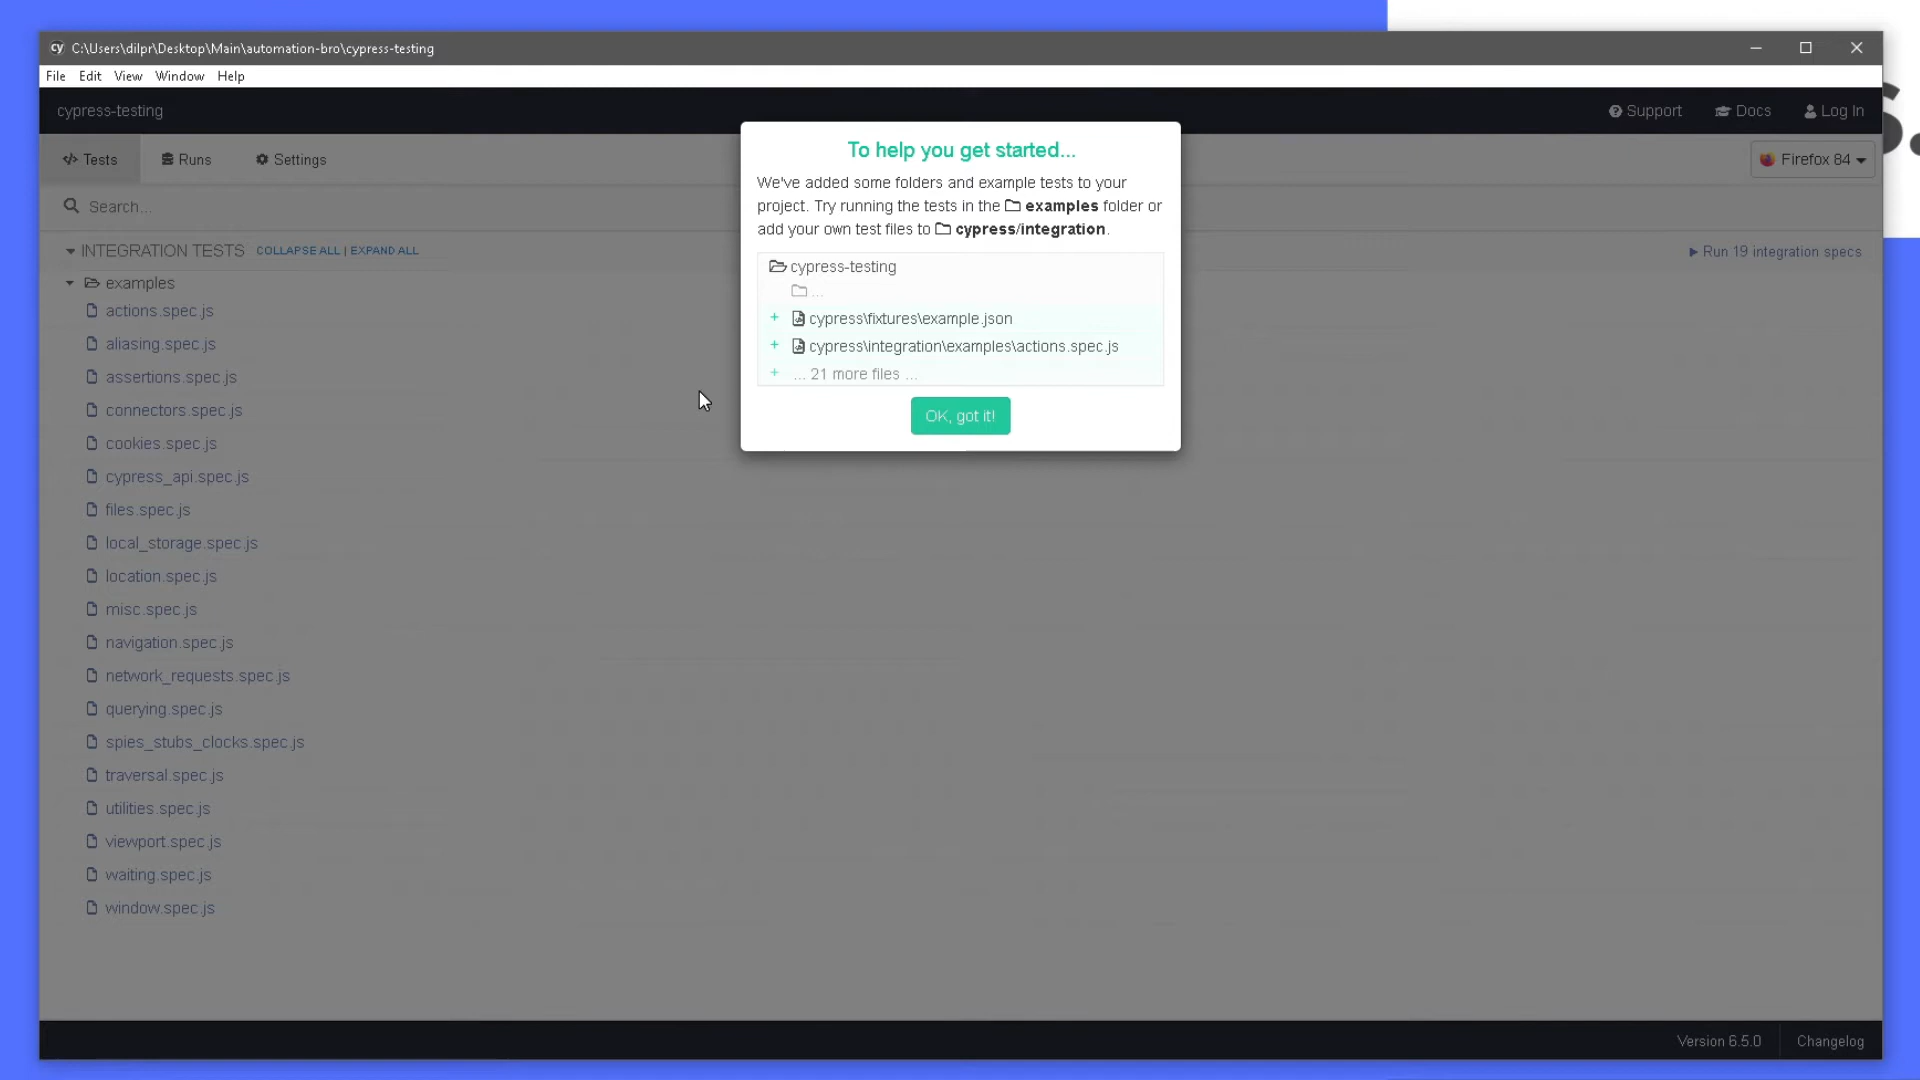 cy C:\Users\dilpr\Desktop\Main\automation-bro\cypress-testing
File Edit View Window Help
cypress-testing
Support Docs Log In
Tests Runs Settings
Firefox 84
Search...
INTEGRATION TESTS COLLAPSE ALL | EXPAND ALL
Run 19 integration specs
examples
actions.spec.js
aliasing.spec.js
assertions.spec.js
connectors.spec.js
cookies.spec.js
cypress_api.spec.js
files.spec.js
local_storage.spec.js
location.spec.js
misc.spec.js
navigation.spec.js
network_requests.spec.js
querying.spec.js
spies_stubs_clocks.spec.js
traversal.spec.js
utilities.spec.js
viewport.spec.js
waiting.spec.js
window.spec.js
To help you get started...
We've added some folders and example tests to your
project. Try running the tests in the examples folder or
add your own test files to cypress/integration.
cypress-testing
...
+ cypress\fixtures\example.json
+ cypress\integration\examples\actions.spec.js
+ ... 21 more files ...
OK, got it!
Version 6.5.0 Changelog